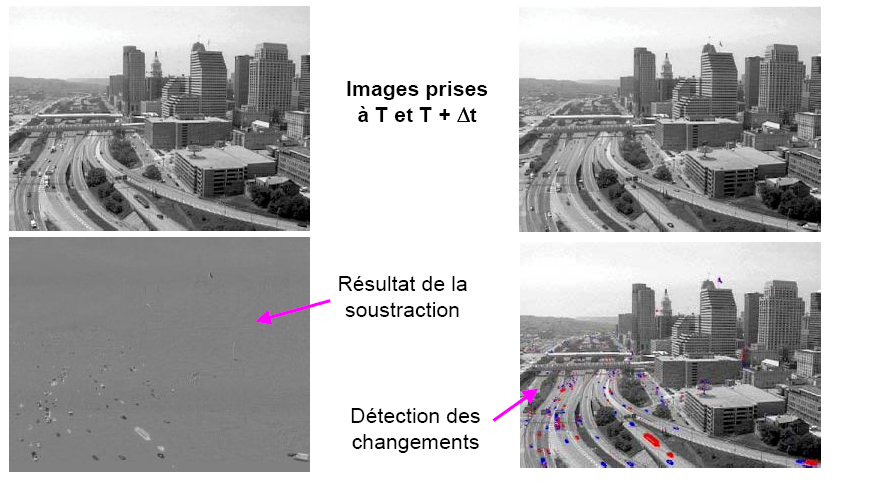 Images prises
à T et T + Δt
Résultat de la
soustraction
Détection des
changements